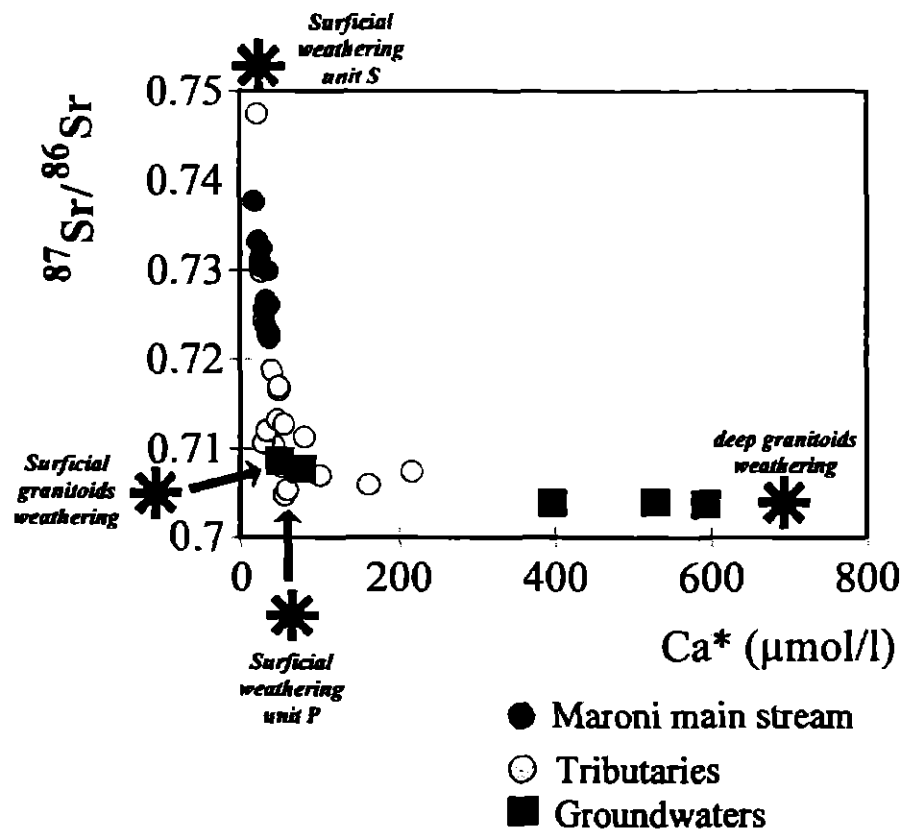 Surficial
weathering
unit S
0.75
0.74
0.73
0.72
0.71
0.7
87Sr/86Sr
deep granitoids
weathering
Surficial
granitoids
weathering
0
200
400
600
800
Ca* (µmol/l)
Surficial
weathering
unit P
Maroni main stream
Tributaries
Groundwaters